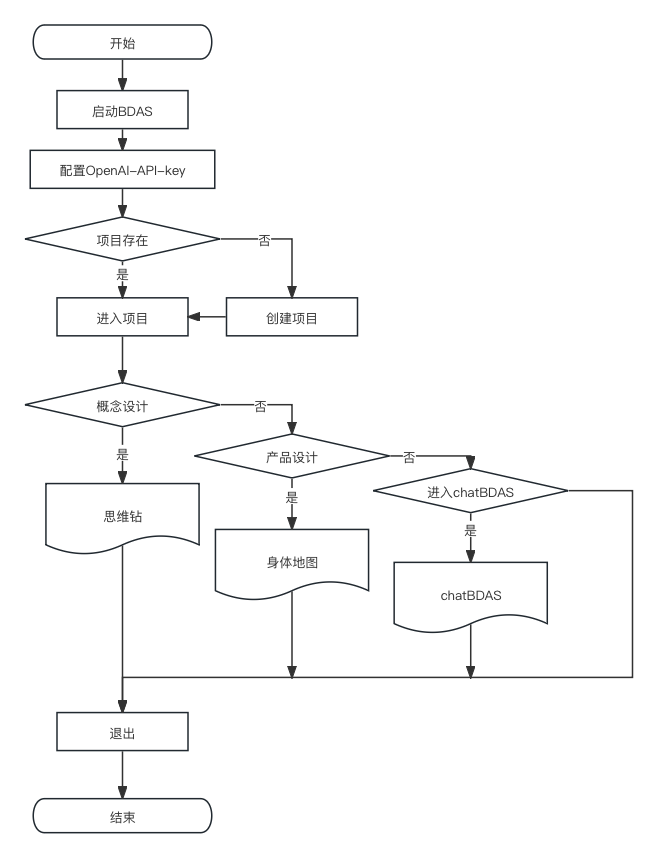 开始
启动BDAS
配置OpenAI-API-key
项目存在
否
是
进入项目
创建项目
概念设计
否
是
产品设计
否
是
进入chatBDAS
是
思维钻
身体地图
chatBDAS
退出
结束